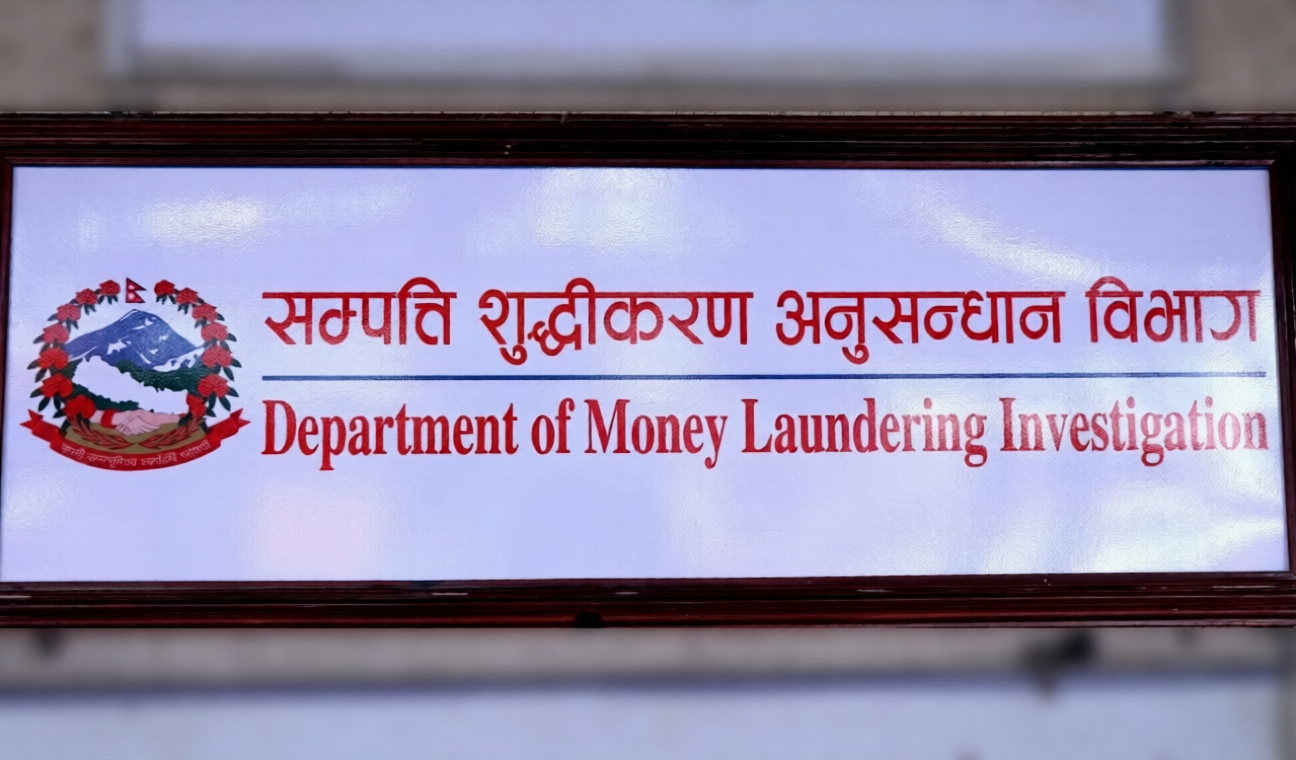 सम्पत्ति शुद्धीकरण अनुसन्धान विभाग
Department of Money Laundering Investigation